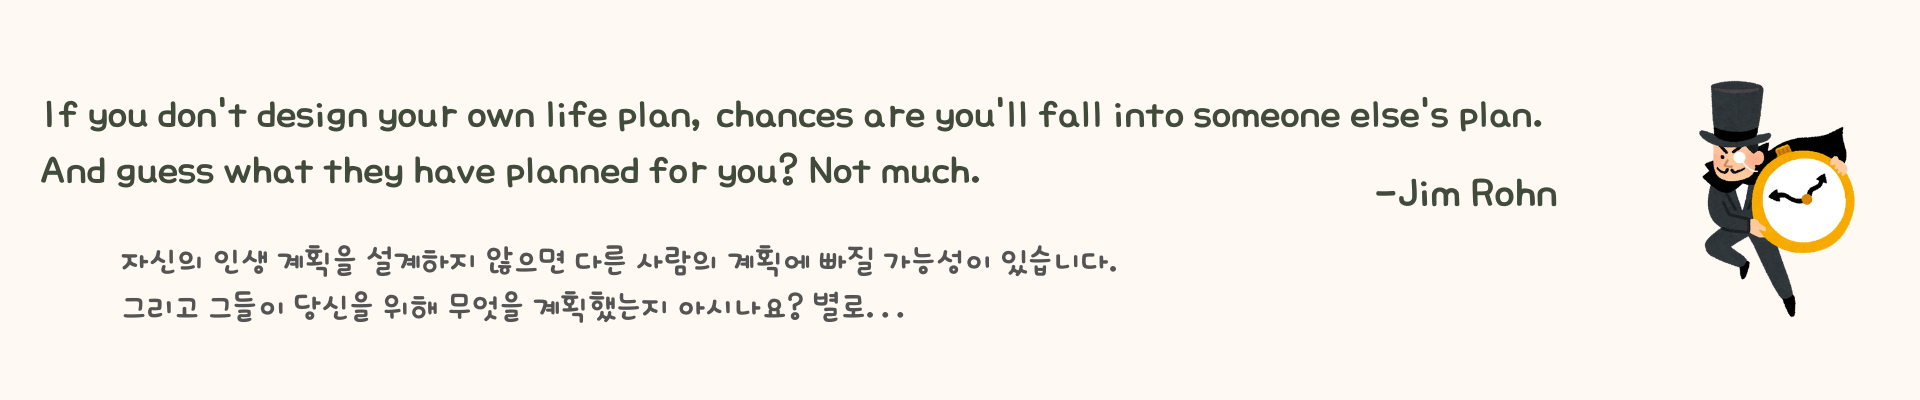 If you don't design your own life plan, chances are you'll fall into someone else's plan.
And guess what they have planned for you? Not much.
-Jim Rohn
자신의 인생 계획을 설계하지 않으면 다른 사람의 계획에 빠질 가능성이 있습니다.
그리고 그들이 당신을 위해 무엇을 계획했는지 아시나요? 별로...